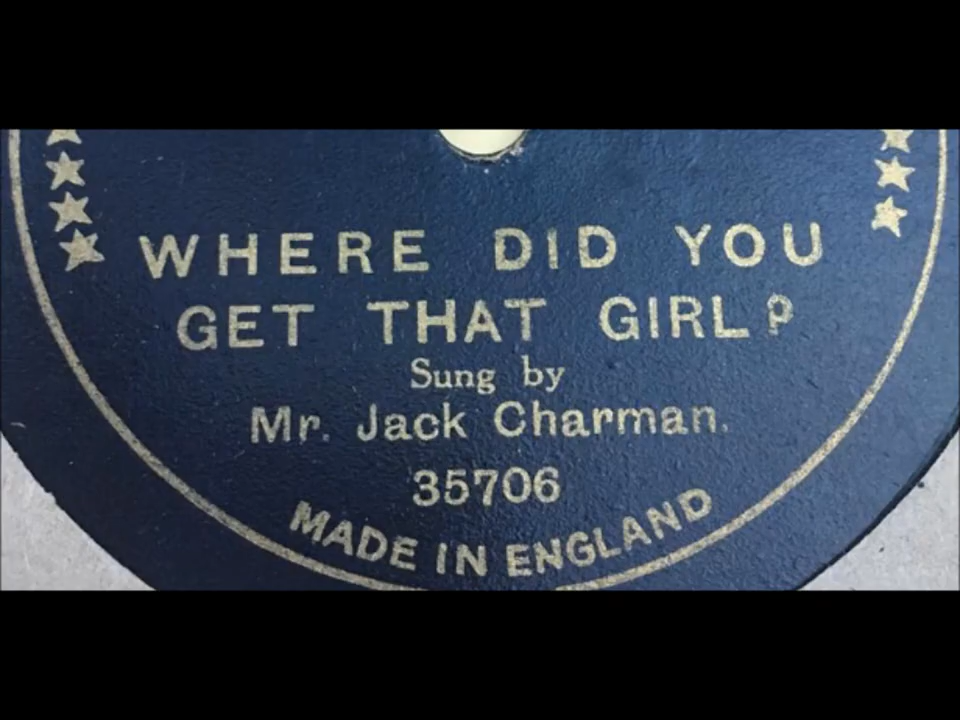 WHERE DID YOU
GET THAT GIRL?
Sung by
Mr. Jack Charman.
35706
MADE IN ENGLAND